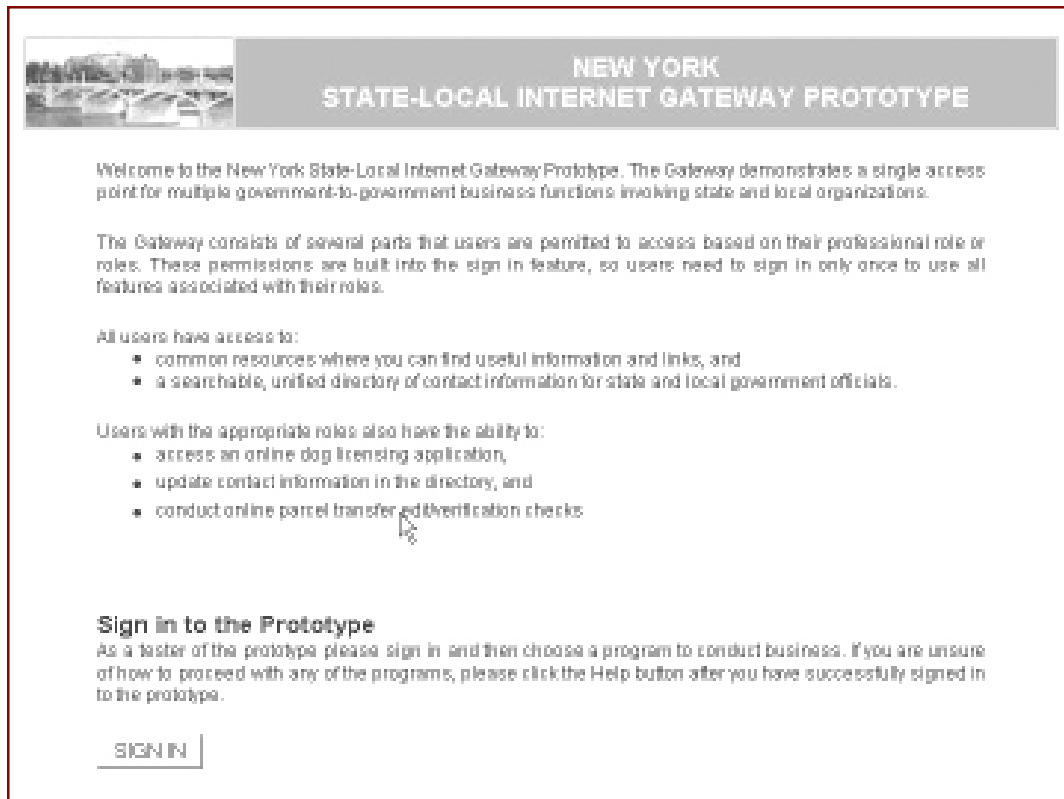 NEW YORK
STATE-LOCAL INTERNET GATEWAY PROTOTYPE
Welcome to the New York State-Local Internet Gateway Prototype. The Gateway demonstrates a single access
point for multiple government-to-government business functions involving state and local organizations.
The Gateway consists of several parts that users are permitted to access based on their professional role or
roles. These permissions are built into the sign in feature, so users need to sign in only once to use all
features associated with their roles.
All users have access to:
• common resources where you can find useful information and links, and
• a searchable, unified directory of contact information for state and local government officials.
Users with the appropriate roles also have the ability to:
• access an online dog licensing application,
• update contact information in the directory, and
• conduct online parcel transfer edit/verification checks
Sign in to the Prototype
As a tester of the prototype please sign in and then choose a program to conduct business. If you are unsure
of how to proceed with any of the programs, please click the Help button after you have successfully signed in
to the prototype.
SIGN IN